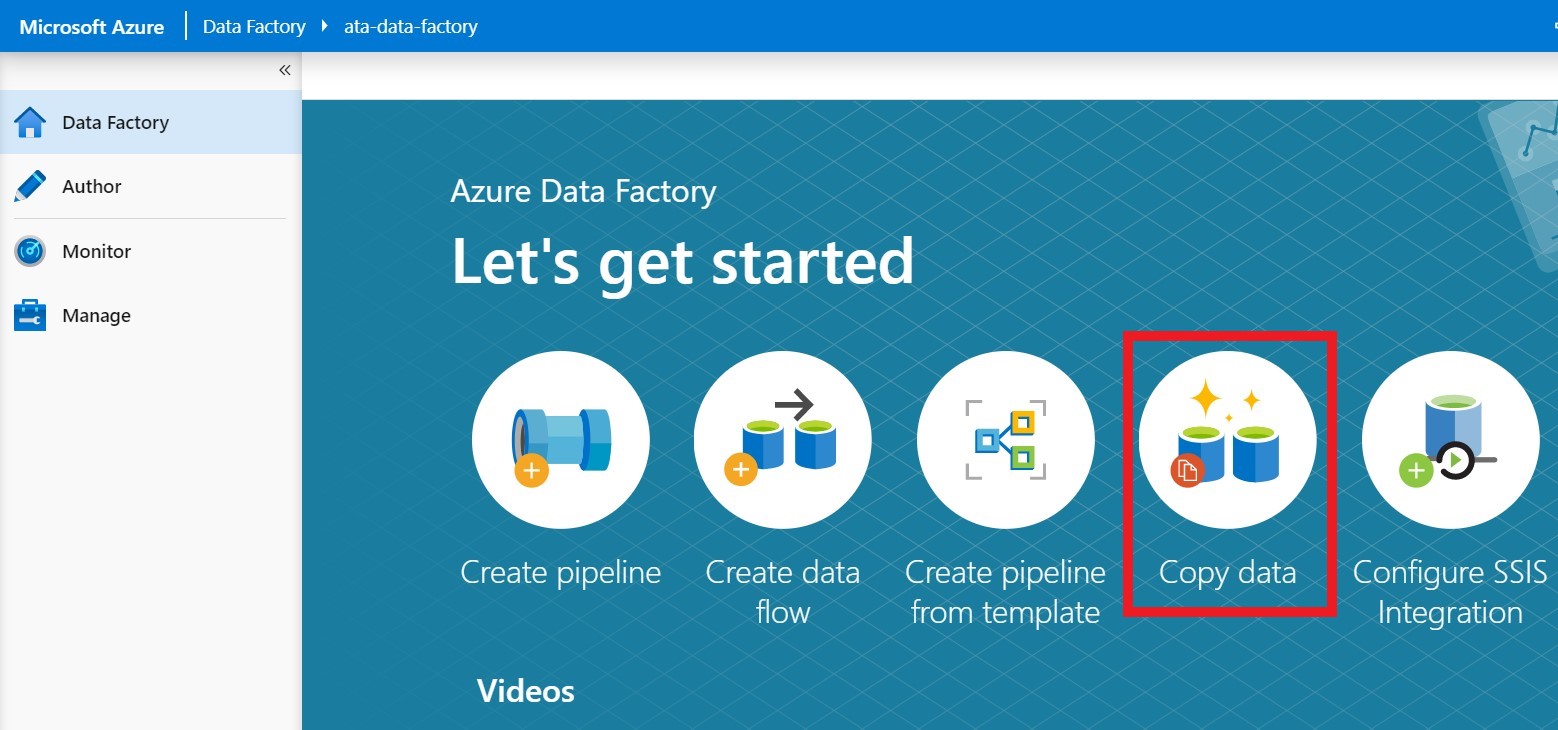 Microsoft Azure
Data Factory
ata-data-factory
Data Factory
Author
Monitor
Manage
Azure Data Factory
Let's get started
Create pipeline
Create data
flow
Create pipeline
from template
Copy data
Configure SSIS
Integration
Videos